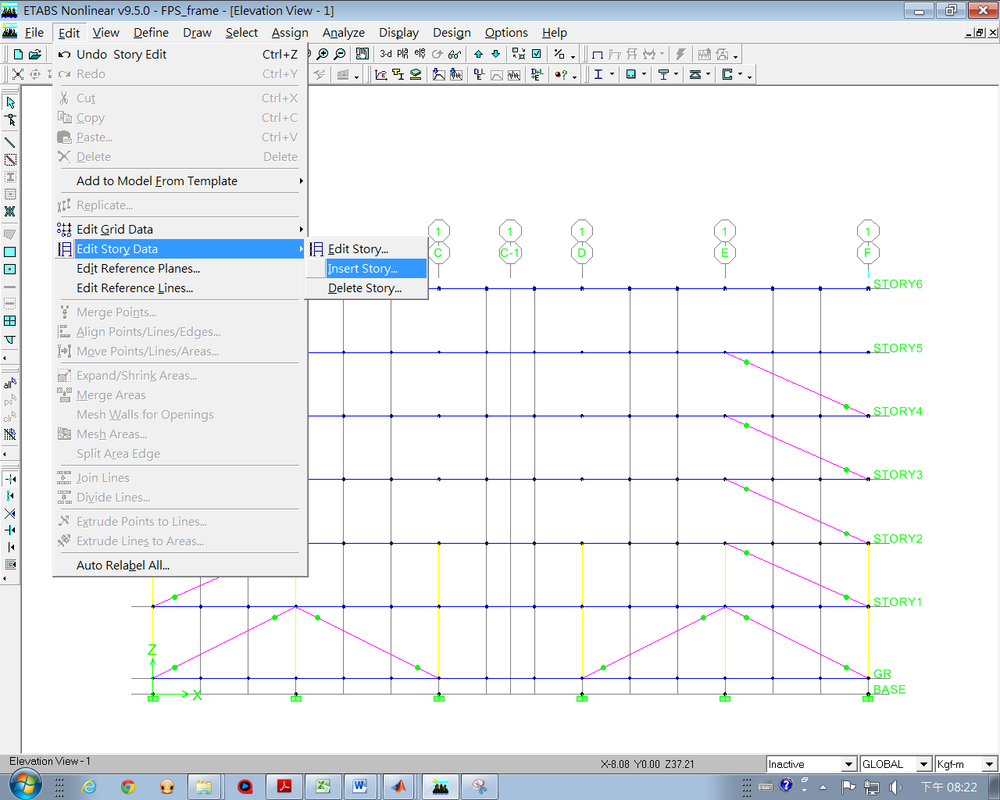 ETABS Nonlinear v9.5.0 - FPS_frame - [Elevation View - 1]
File Edit View Define Draw Select Assign Analyze Display Design Options Help
Undo Story Edit Ctrl+Z
Redo Ctrl+Y
Cut Ctrl+X
Copy Ctrl+C
Paste... Ctrl+V
Delete Delete
Add to Model From Template
Replicate...
Edit Grid Data
Edit Story Data
Edit Reference Planes...
Edit Reference Lines...
Merge Points...
Align Points/Lines/Edges...
Move Points/Lines/Areas...
Expand/Shrink Areas...
Merge Areas
Mesh Walls for Openings
Mesh Areas...
Split Area Edge
Join Lines
Divide Lines...
Extrude Points to Lines...
Extrude Lines to Areas...
Auto Relabel All...
Edit Story...
Insert Story...
Delete Story...
3-d
all
ps
clr
1 1 1 1 1
C C-1 D E F
STORY6
STORY5
STORY4
STORY3
STORY2
STORY1
GR
BASE
Z
X
Elevation View - 1
X-8.08 Y0.00 Z37.21
Inactive
GLOBAL
Kgf-m
下午 08:22